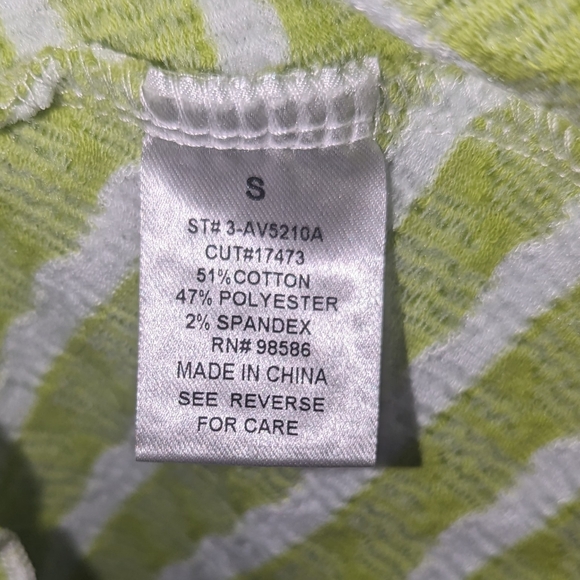 S
ST# 3-AV5210A
CUT#17473
51%COTTON
47% POLYESTER
2% SPANDEX
RN# 98586
MADE IN CHINA
SEE REVERSE
FOR CARE